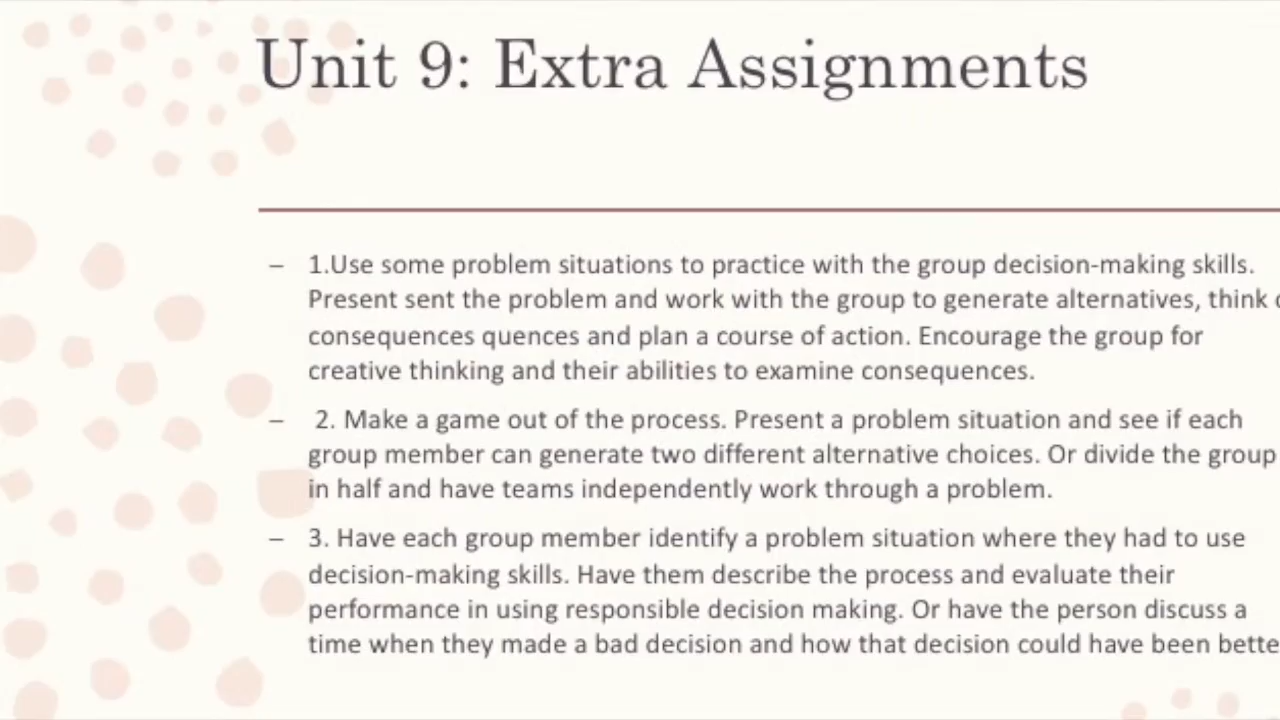 Unit 9: Extra Assignments
– 1.Use some problem situations to practice with the group decision-making skills.
Present sent the problem and work with the group to generate alternatives, think
consequences quences and plan a course of action. Encourage the group for
creative thinking and their abilities to examine consequences.
– 2. Make a game out of the process. Present a problem situation and see if each
group member can generate two different alternative choices. Or divide the group
in half and have teams independently work through a problem.
– 3. Have each group member identify a problem situation where they had to use
decision-making skills. Have them describe the process and evaluate their
performance in using responsible decision making. Or have the person discuss a
time when they made a bad decision and how that decision could have been bette